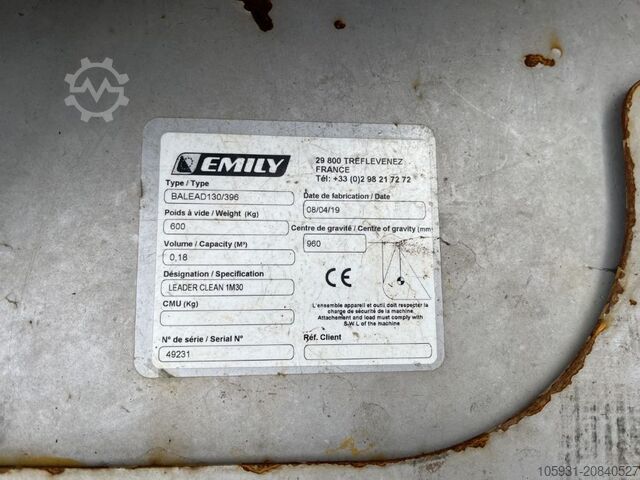 EMILY
29 800 TRÉFLEVENEZ
FRANCE
Tél: +33 (0)2 98 21 72 72
Type / Type
BALEAD130/396
Date de fabrication / Date
08/04/19
Poids à vide / Weight (Kg)
600
Centre de gravité / Centre of gravity (mm)
960
Volume / Capacity (M³)
0,18
Désignation / Specification
LEADER CLEAN 1M30
CE
CMU (Kg)
L'ensemble appareil et outil doit respecter la
charge de sécurité de la machine.
Attachement and load must comply with
S.W.L of the machine
N° de série / Serial N°
49231
Réf. Client
105931-20840527